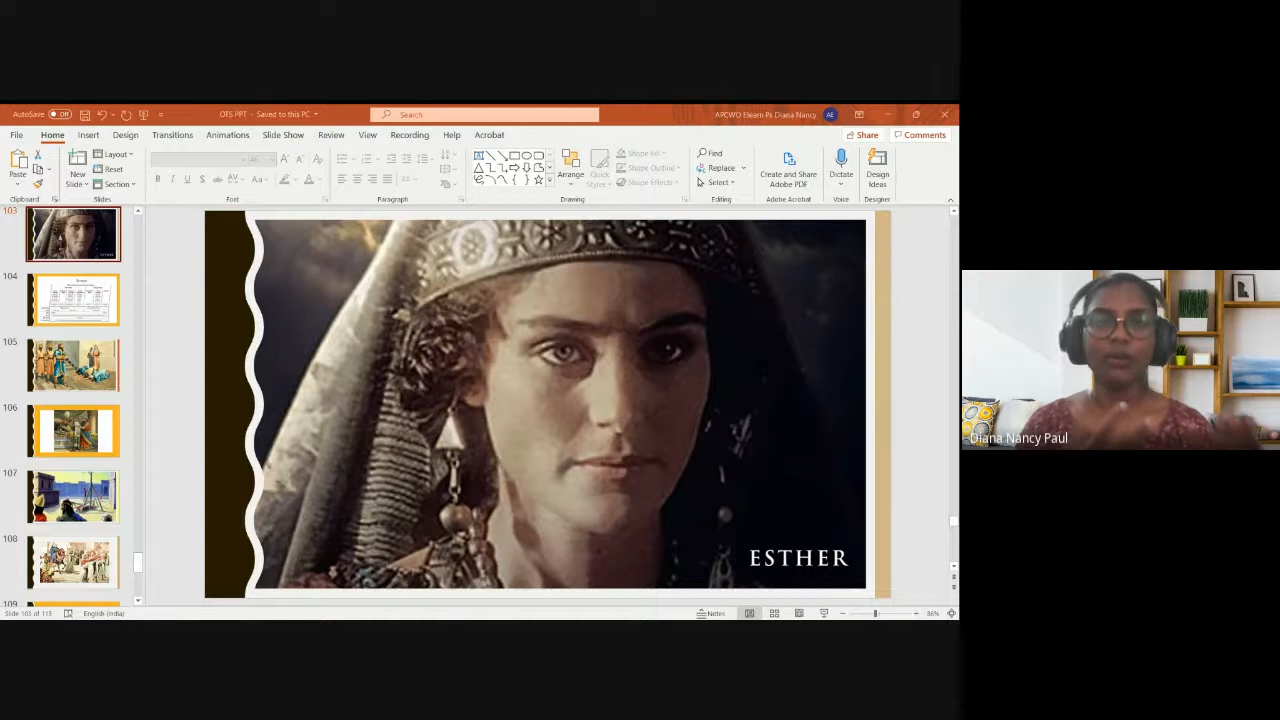 AutoSave Off
OTS PPT - Saved to this PC
Search
APCWO Elearn Ps Diana Nancy AE
File Home Insert Design Transitions Animations Slide Show Review View Recording Help Acrobat
Share Comments
Paste
Clipboard
New
Slide
Layout
Reset
Section
Slides
Font
Paragraph
Arrange
Quick
Styles
Shape Fill
Shape Outline
Shape Effects
Drawing
Find
Replace
Select
Editing
Create and Share
Adobe PDF
Adobe Acrobat
Dictate
Voice
Design
Ideas
Designer
103
104
105
106
107
108
109
ESTHER
Diana Nancy Paul
Slide 103 of 115
English (India)
Notes
86%